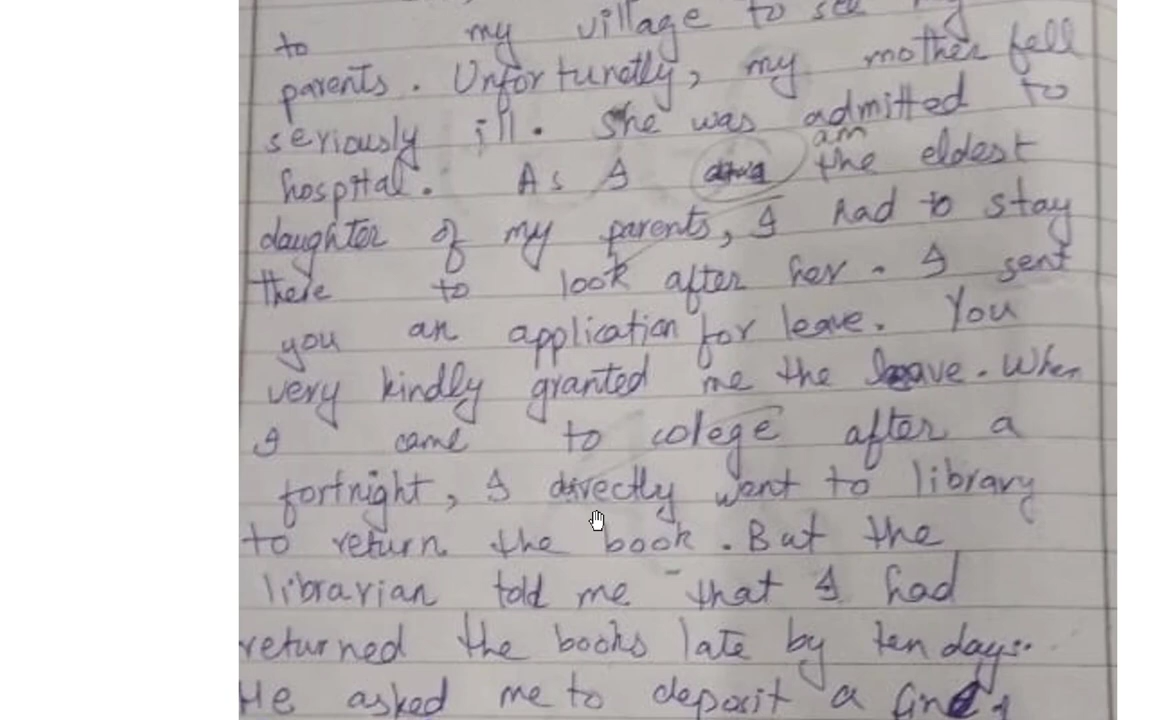 to my village to see my
parents. Unfortunetly, my mother fell
seriously ill. She was admitted to
hospital. As I am the eldest
daughter of my parents, I had to stay
there to look after her. I sent
you an application for leave. You
very kindly granted me the leave. When
I came to colege after a
fortnight, I directly went to library
to return the book. But the
librarian told me that I had
returned the books late by ten days.
He asked me to deposit a fine